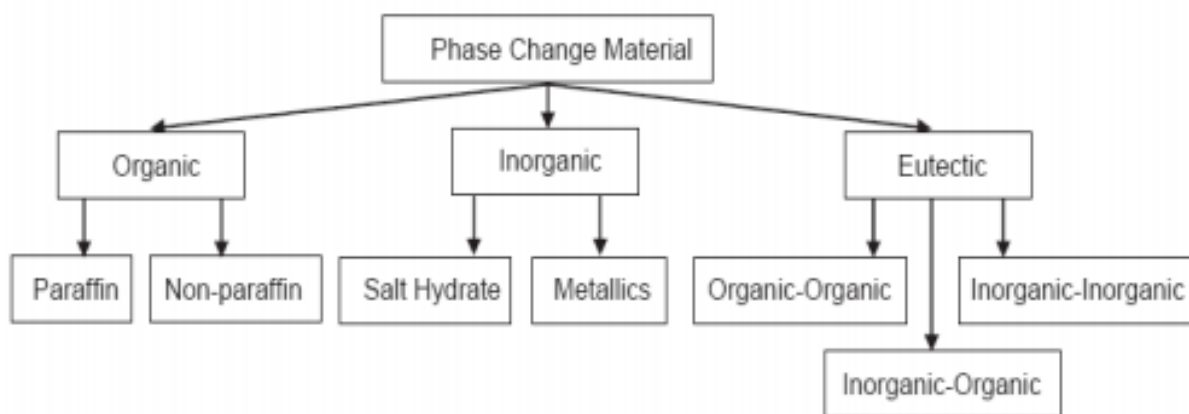 Phase Change Material
Organic
Inorganic
Eutectic
Paraffin
Non-paraffin
Salt Hydrate
Metallics
Organic-Organic
Inorganic-Inorganic
Inorganic-Organic